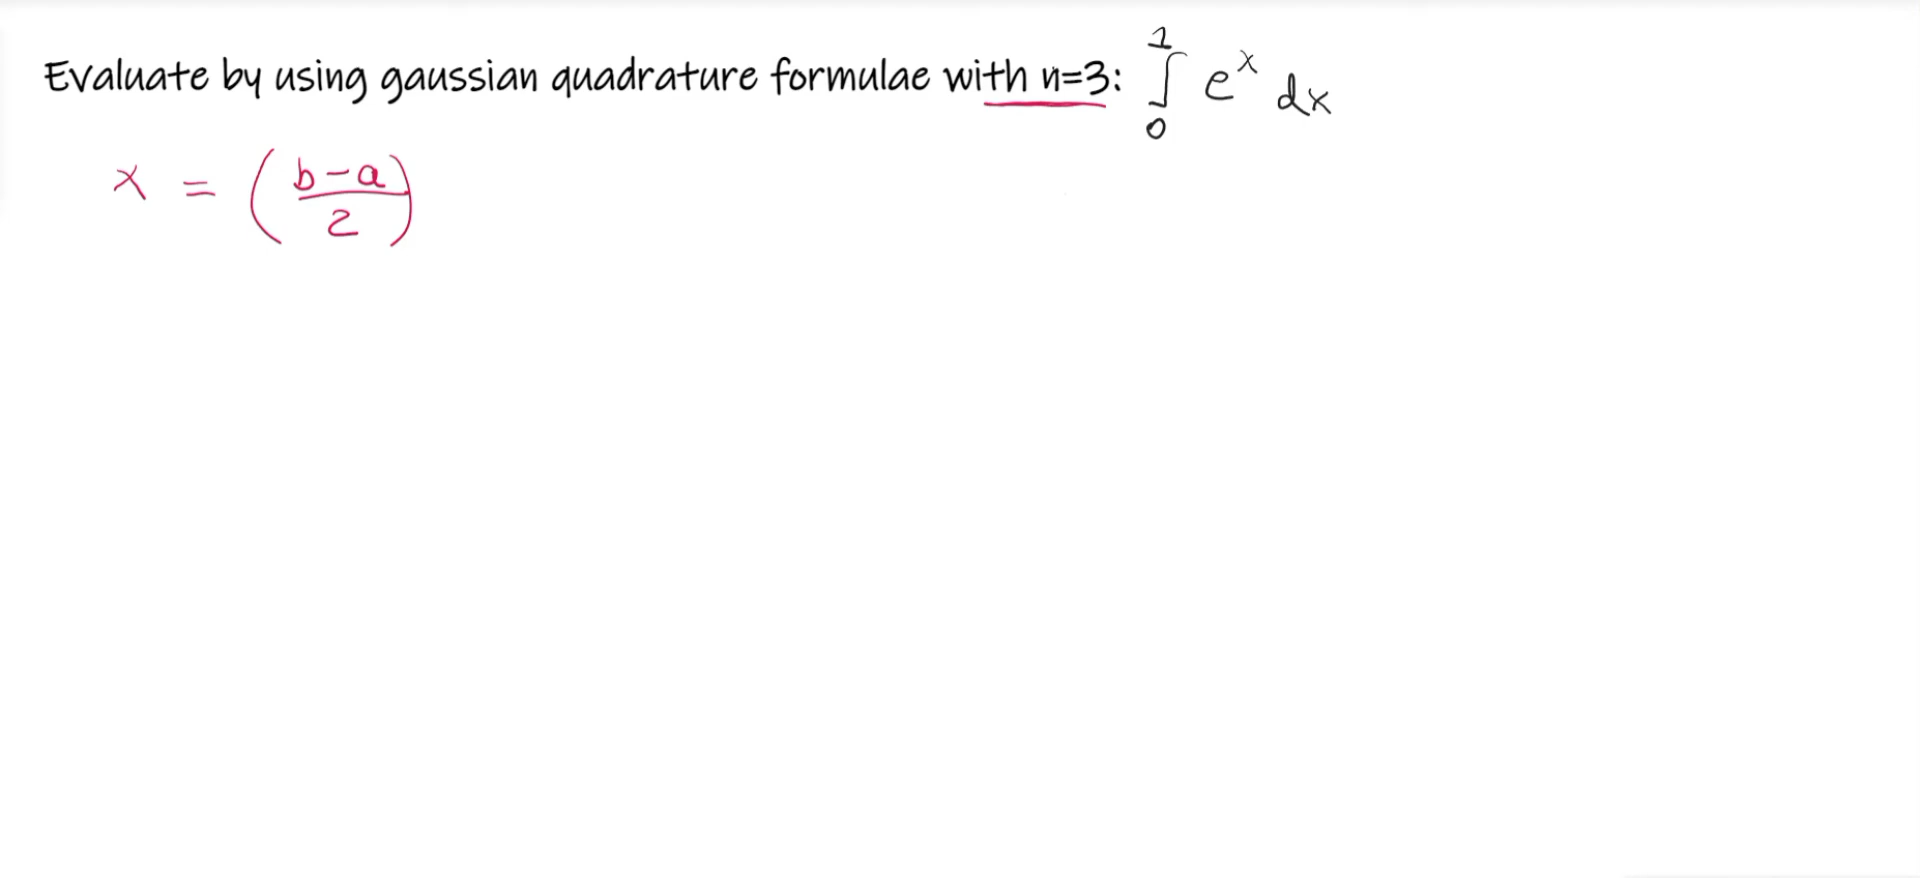 Evaluate by using gaussian quadrature formulae with n=3: ∫₀¹ eˣ dx
x = ((b-a)/2)